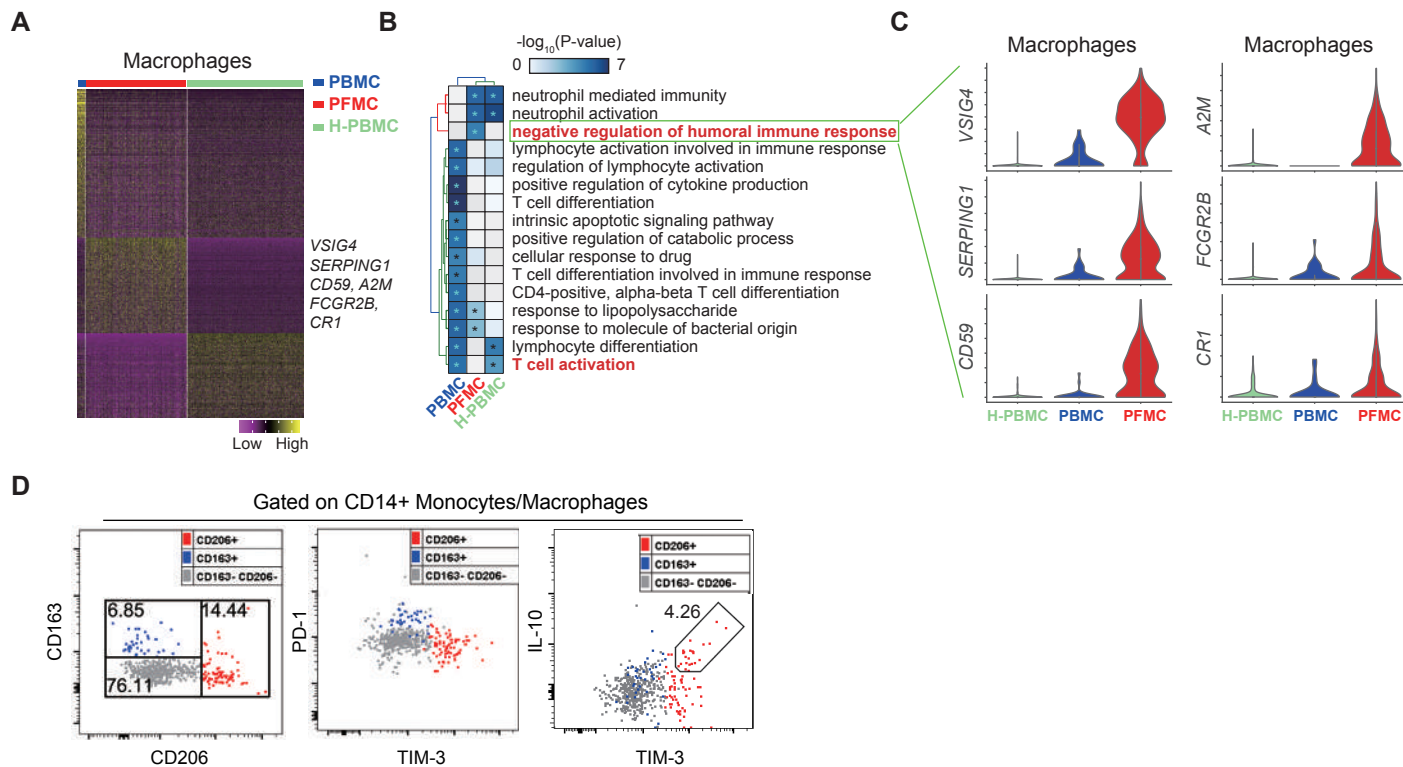 A
Macrophages
PBMC
PFMC
H-PBMC
VSIG4
SERPING1
CD59, A2M
FCGR2B,
CR1
Low High
B
-log10(P-value)
0 7
* * neutrophil mediated immunity
* * neutrophil activation
* negative regulation of humoral immune response
* lymphocyte activation involved in immune response
* regulation of lymphocyte activation
* positive regulation of cytokine production
* T cell differentiation
* intrinsic apoptotic signaling pathway
* positive regulation of catabolic process
* cellular response to drug
* T cell differentiation involved in immune response
* CD4-positive, alpha-beta T cell differentiation
* * response to lipopolysaccharide
* * response to molecule of bacterial origin
* * lymphocyte differentiation
* * T cell activation
PBMC
PFMC
H-PBMC
C
Macrophages
VSIG4
SERPING1
CD59
H-PBMC PBMC PFMC
Macrophages
A2M
FCGR2B
CR1
H-PBMC PBMC PFMC
D
Gated on CD14+ Monocytes/Macrophages
CD206+
CD163+
CD163- CD206-
6.85 14.44
76.11
CD163
CD206
CD206+
CD163+
CD163- CD206-
PD-1
TIM-3
CD206+
CD163+
CD163- CD206-
4.26
IL-10
TIM-3